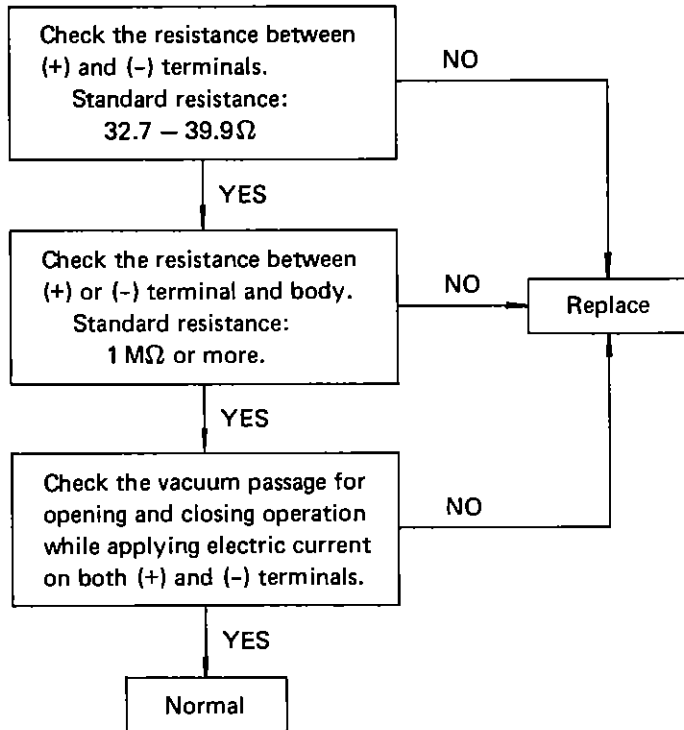 Check the resistance between
(+) and (–) terminals.
Standard resistance:
32.7 – 39.9Ω
NO
YES
Check the resistance between
(+) or (–) terminal and body.
Standard resistance:
1 MΩ or more.
NO
Replace
YES
Check the vacuum passage for
opening and closing operation
while applying electric current
on both (+) and (–) terminals.
NO
YES
Normal